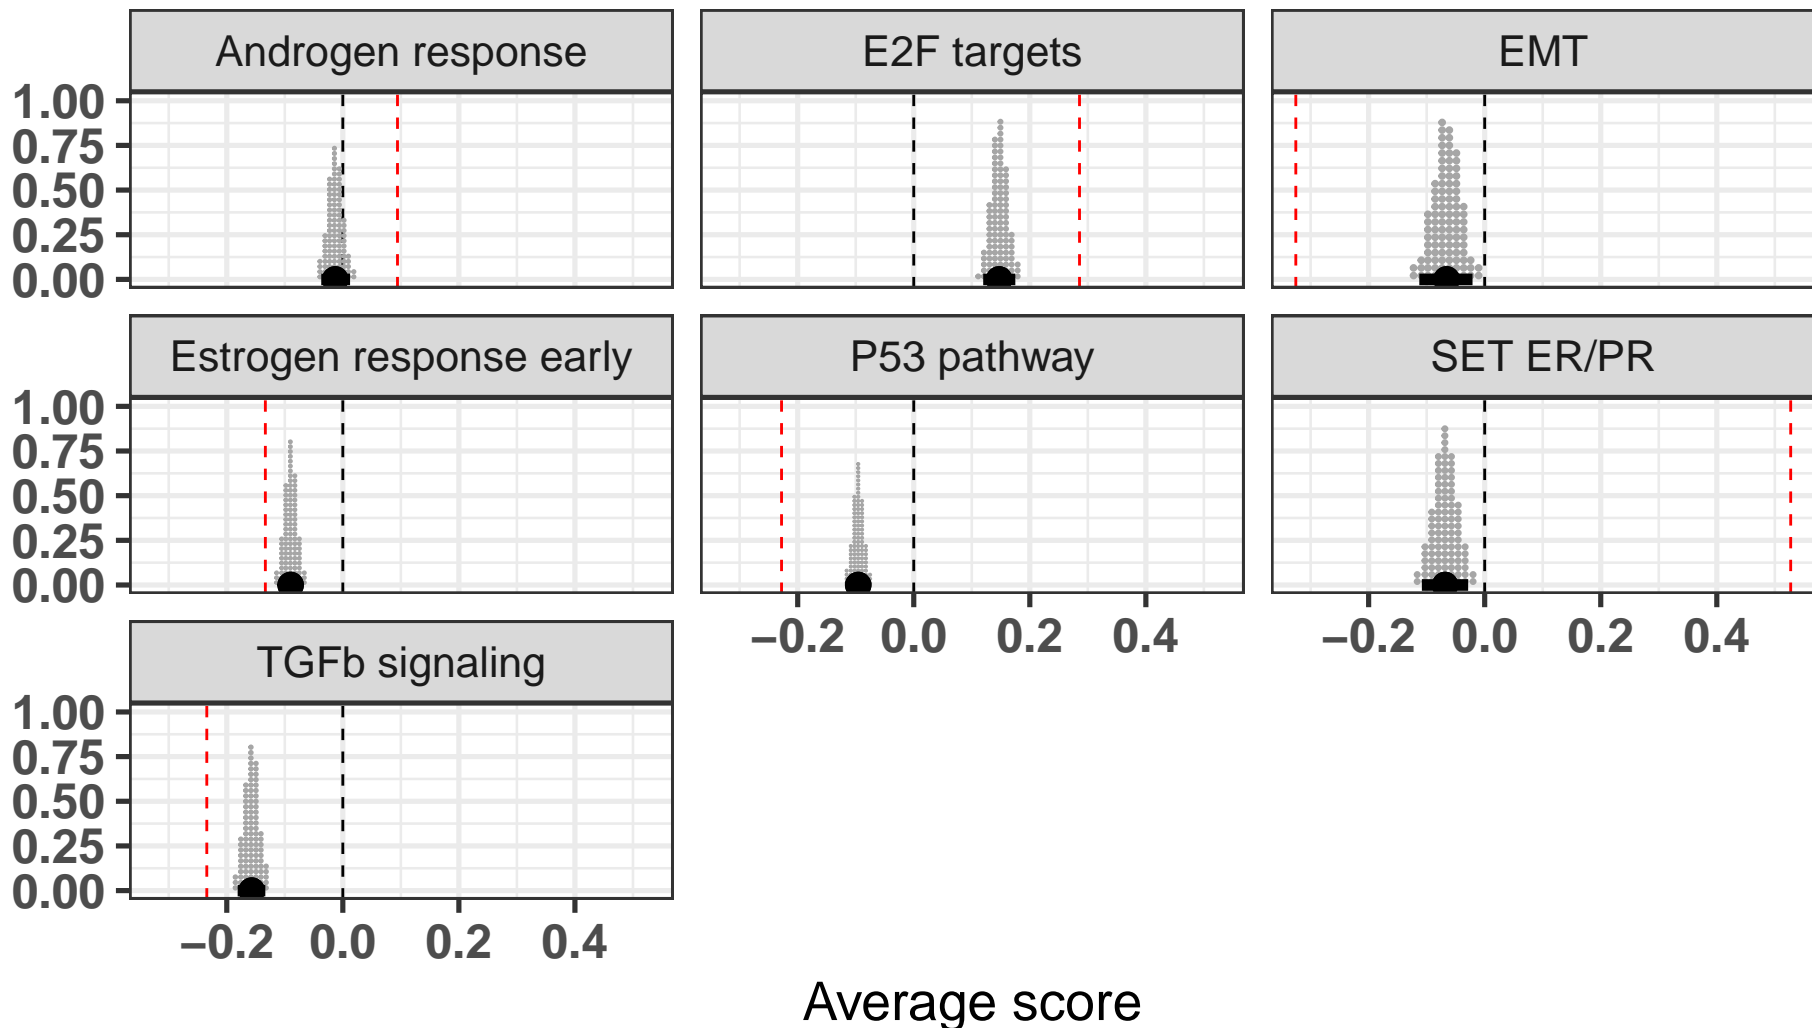 Androgen response
E2F targets
EMT
1.00
0.75
0.50
0.25
0.00
Estrogen response early
P53 pathway
SET ER/PR
1.00
0.75
0.50
0.25
0.00
−0.2 0.0 0.2 0.4
−0.2 0.0 0.2 0.4
TGFb signaling
1.00
0.75
0.50
0.25
0.00
−0.2 0.0 0.2 0.4
Average score